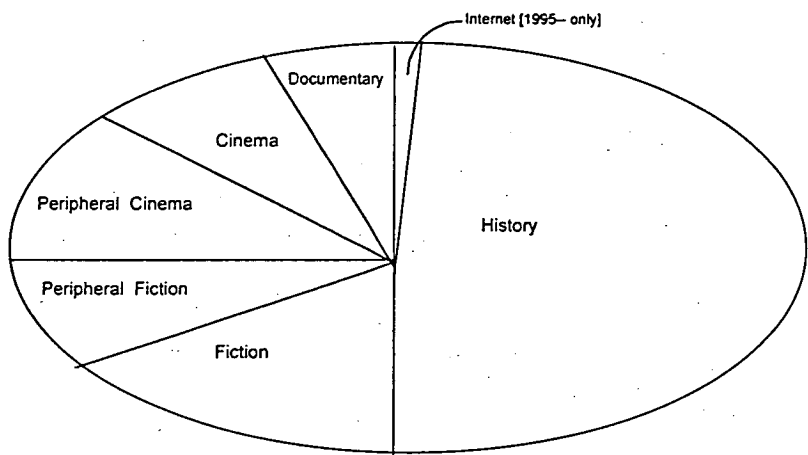 Internet [1995– only]
Documentary
Cinema
Peripheral Cinema
History
Peripheral Fiction
Fiction